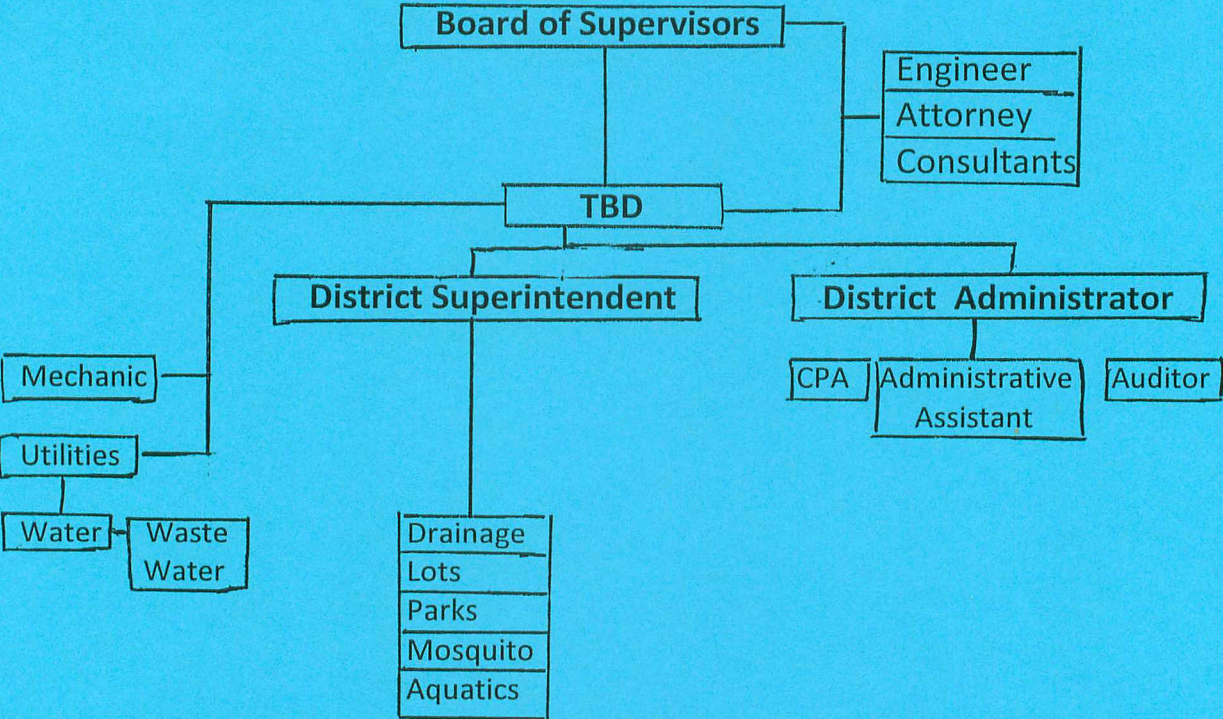 Board of Supervisors
Engineer
Attorney
Consultants
TBD
District Superintendent
District Administrator
Mechanic
CPA
Administrative
Assistant
Auditor
Utilities
Water
Waste
Water
Drainage
Lots
Parks
Mosquito
Aquatics